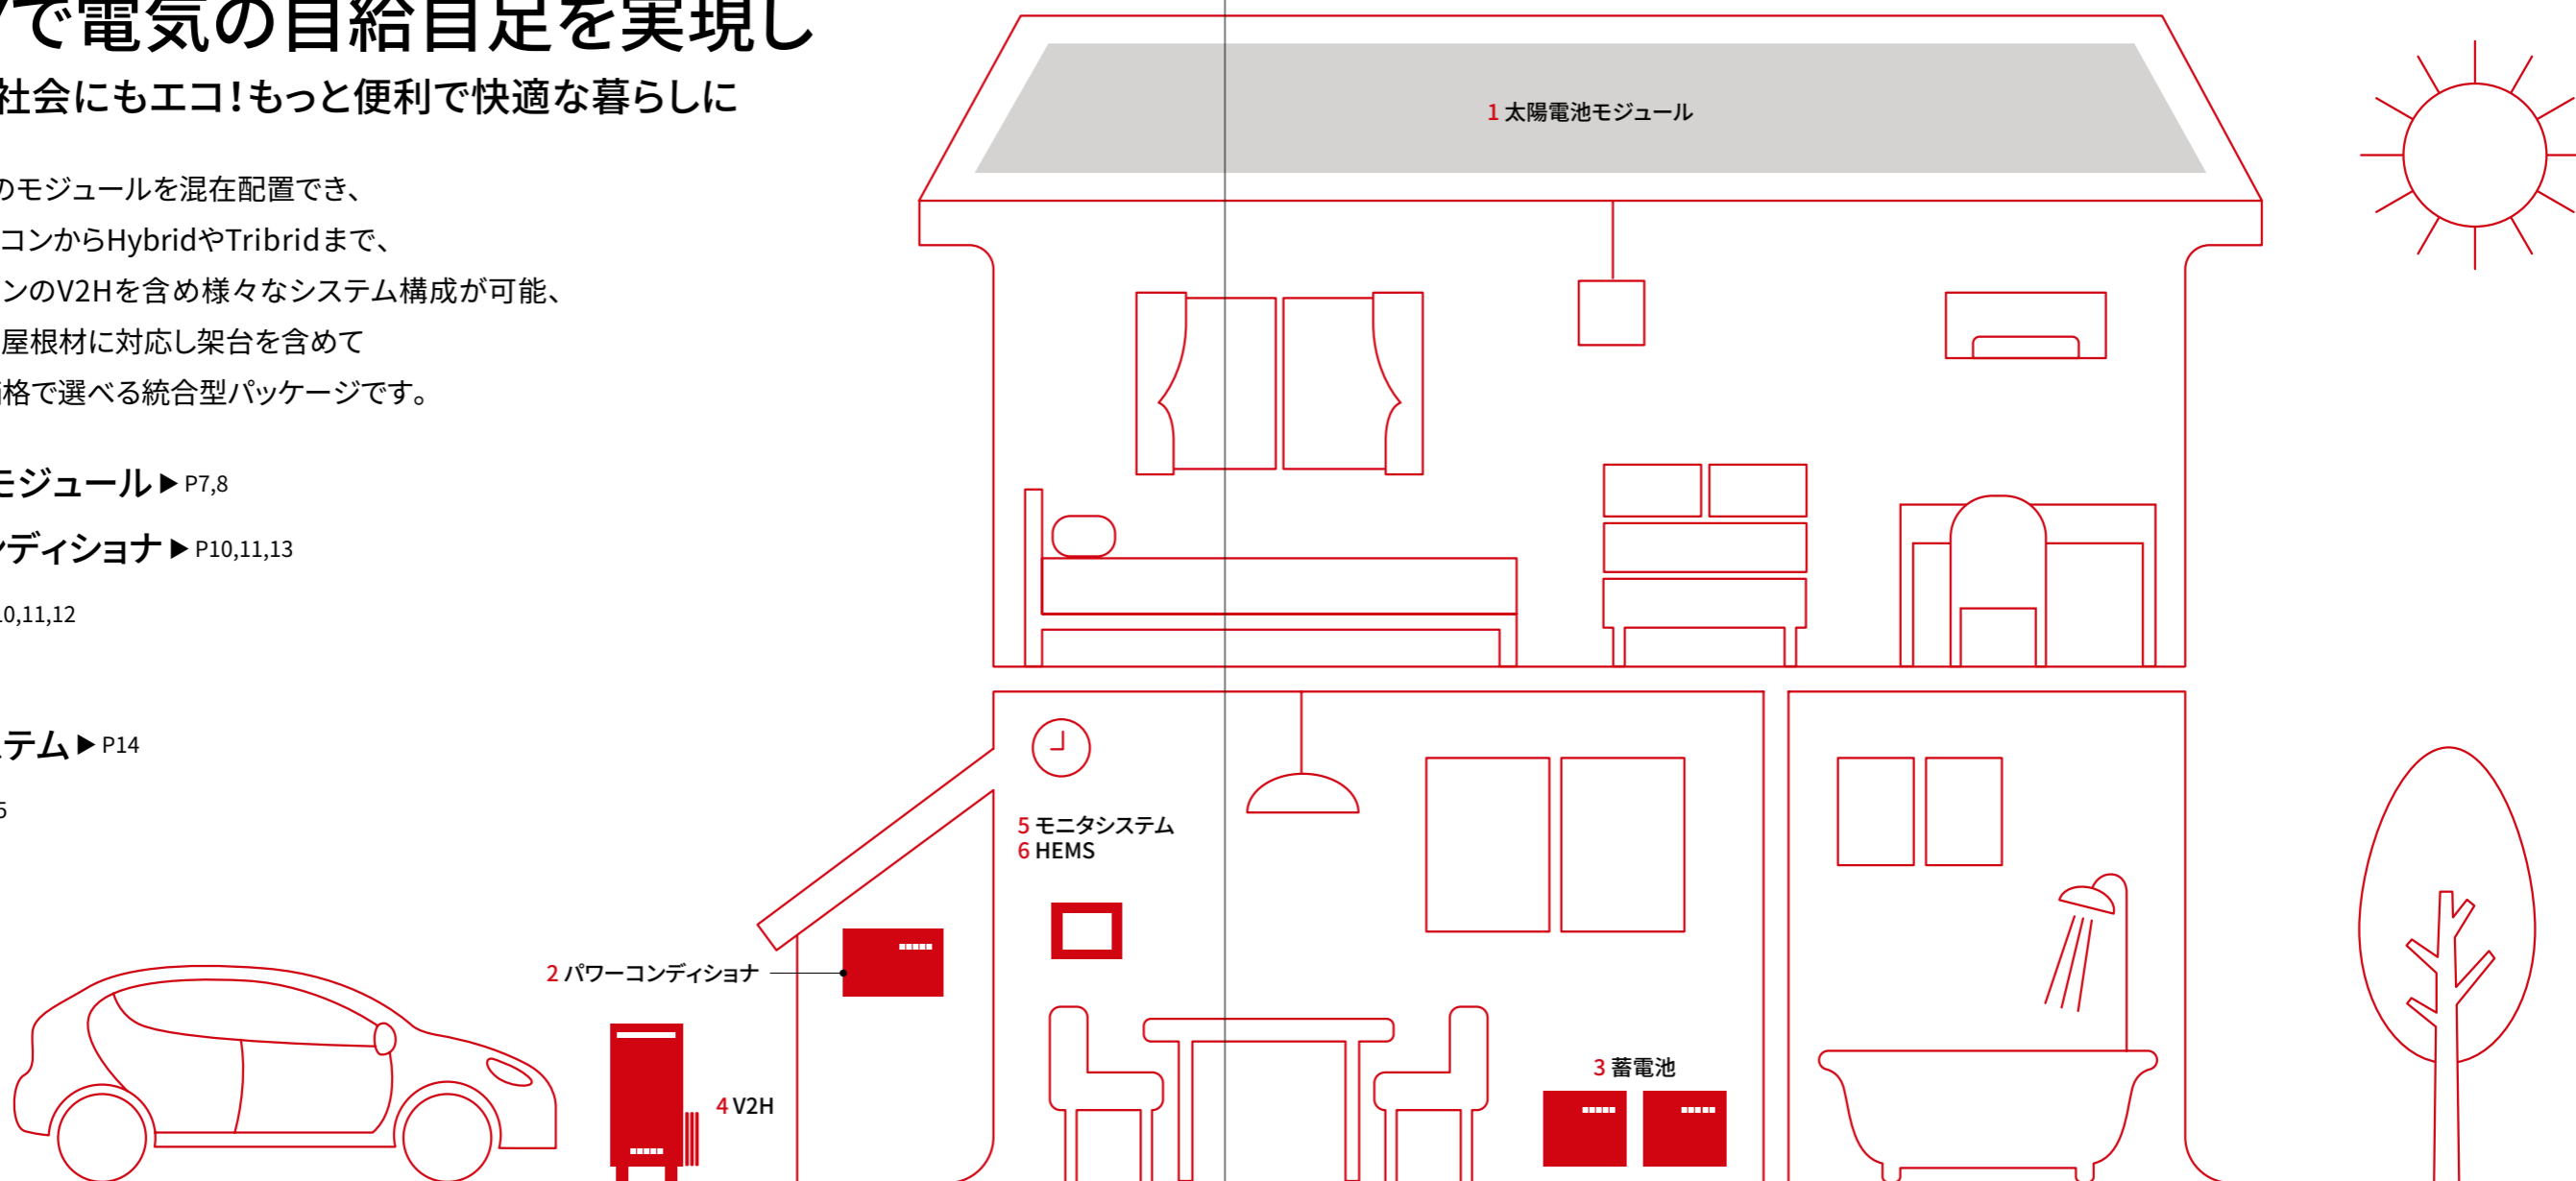 で電気の自給自足を実現し
社会にもエコ！もっと便利で快適な暮らしに
のモジュールを混在配置でき、
コンからHybridやTribridまで、
ンのV2Hを含め様々なシステム構成が可能、
屋根材に対応し架台を含めて
価格で選べる統合型パッケージです。
モジュール ▶ P7,8
ンディショナ ▶ P10,11,13
10,11,12
ステム ▶ P14
5
1 太陽電池モジュール
5 モニタシステム
6 HEMS
2 パワーコンディショナ
4 V2H
3 蓄電池